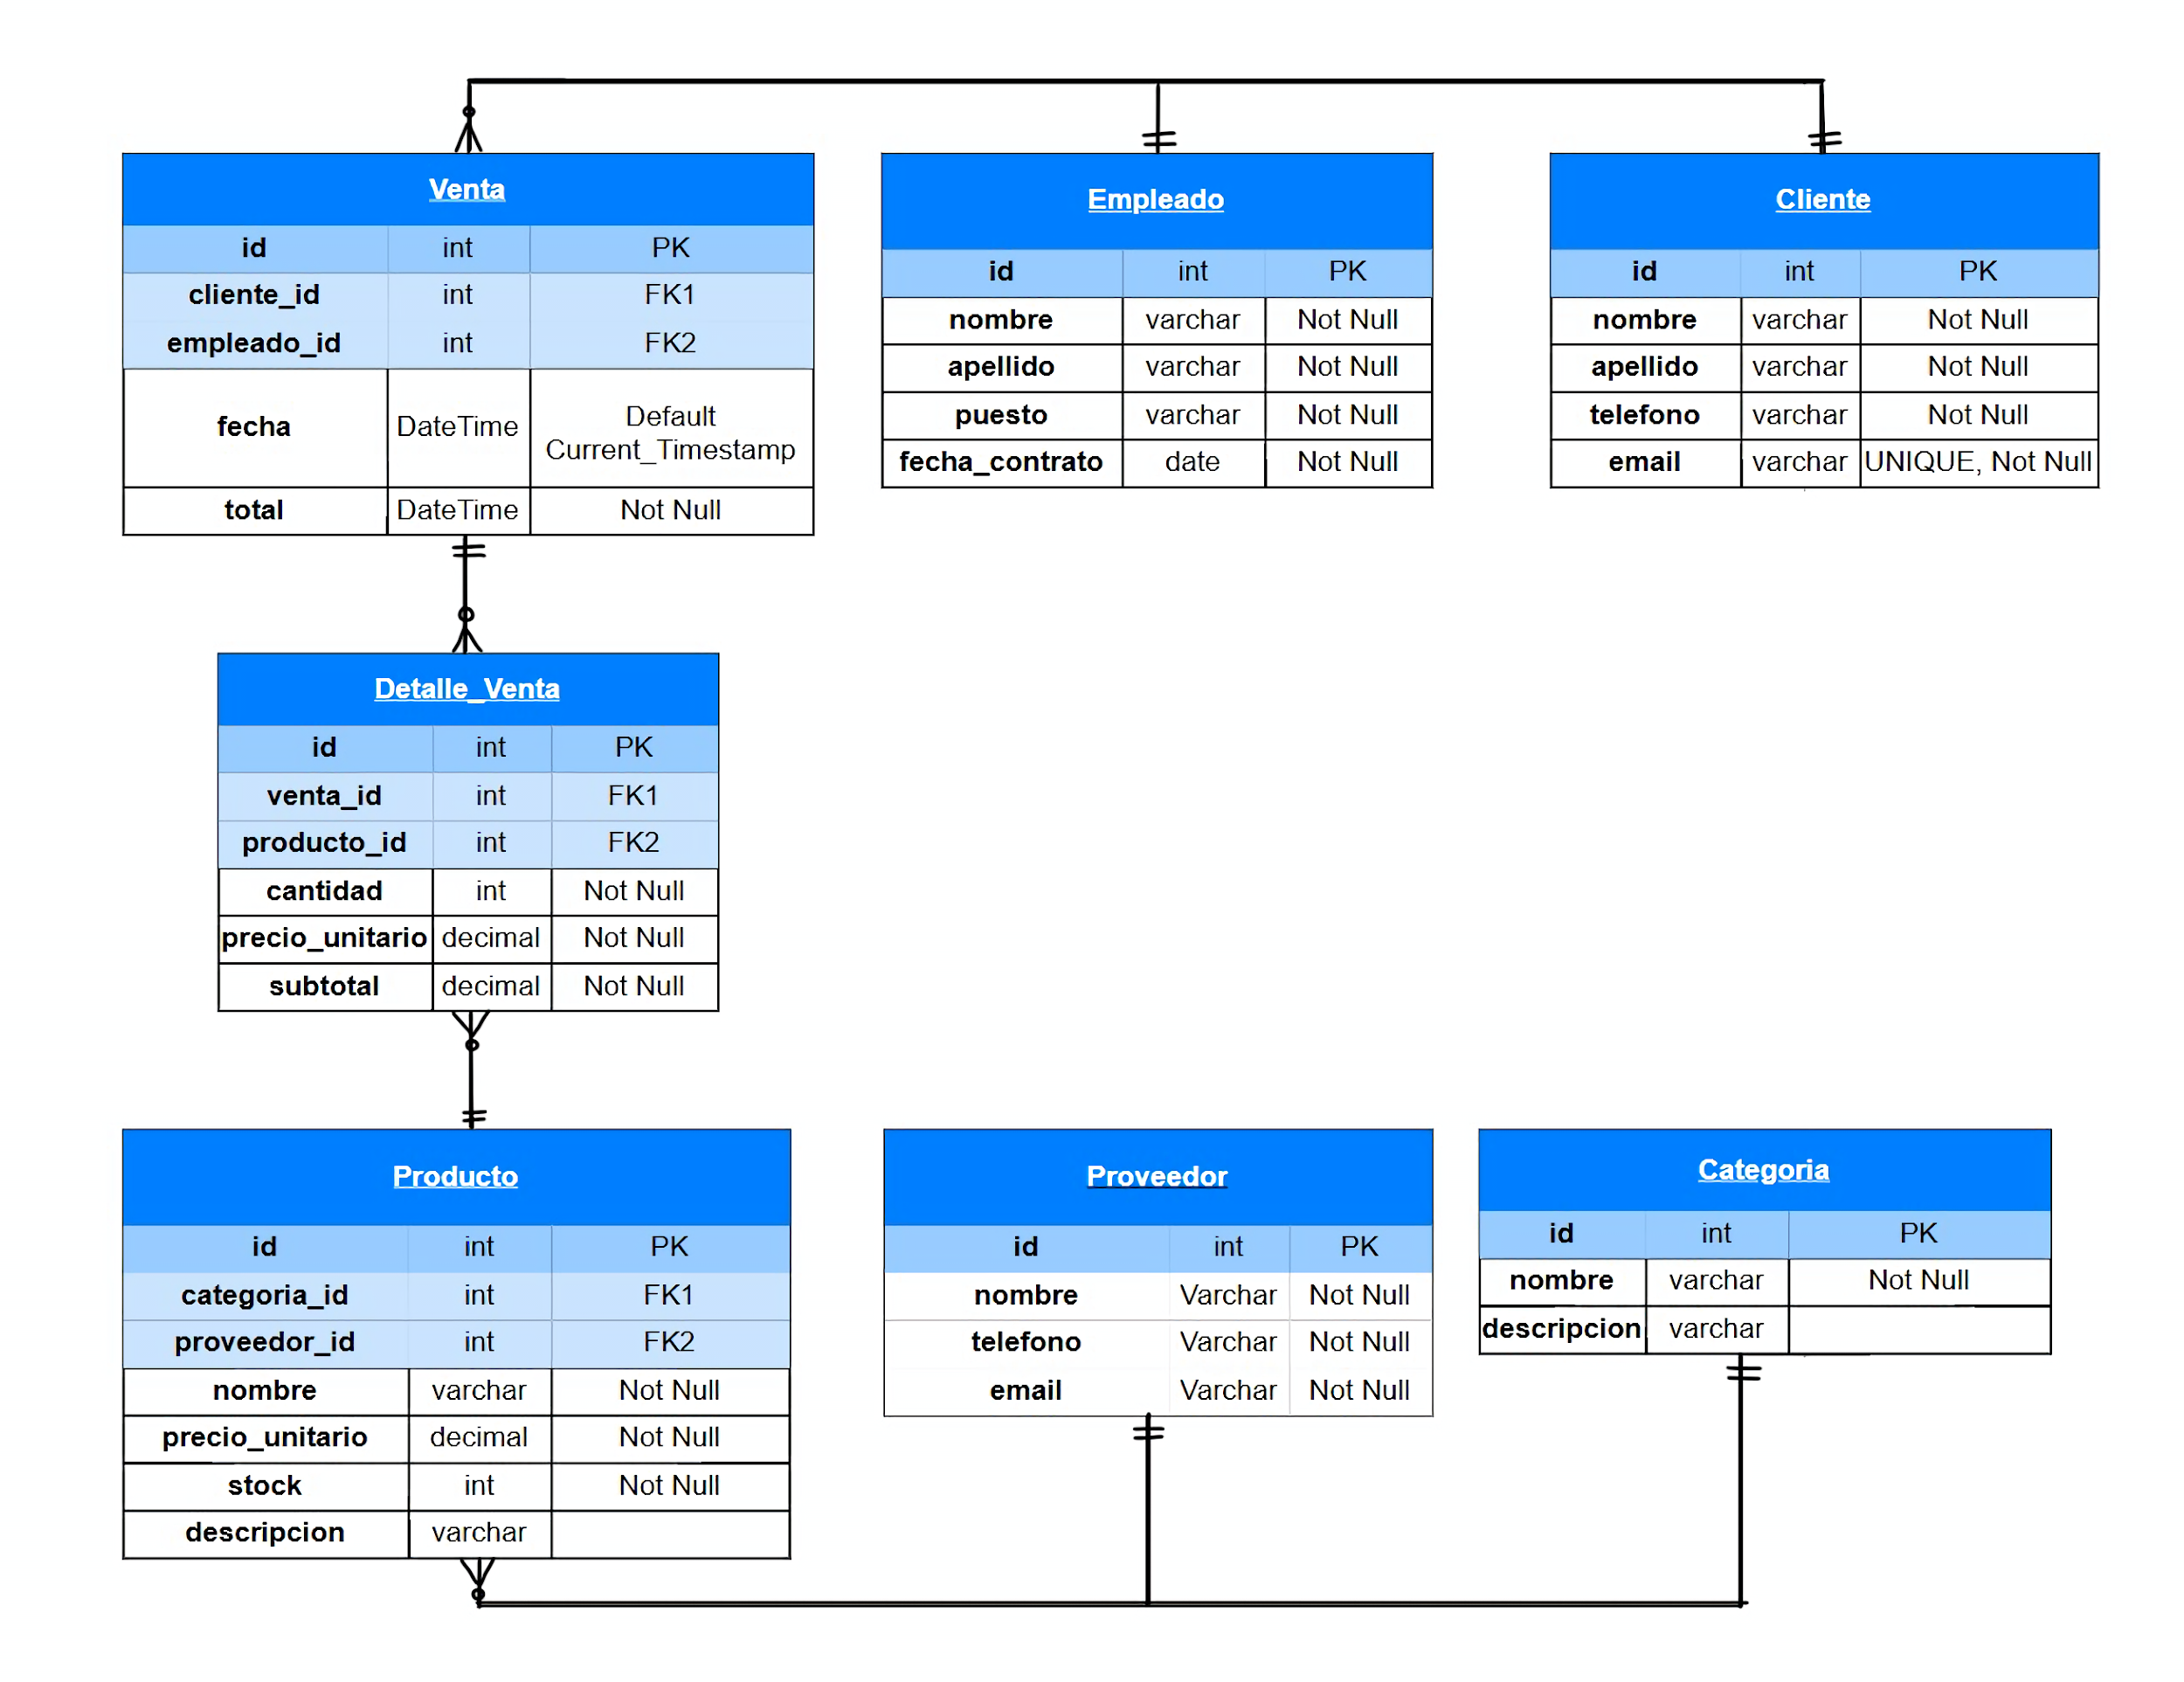 Venta
id int PK
cliente_id int FK1
empleado_id int FK2
fecha DateTime Default
Current_Timestamp
total DateTime Not Null
Empleado
id int PK
nombre varchar Not Null
apellido varchar Not Null
puesto varchar Not Null
fecha_contrato date Not Null
Cliente
id int PK
nombre varchar Not Null
apellido varchar Not Null
telefono varchar Not Null
email varchar UNIQUE, Not Null
Detalle_Venta
id int PK
venta_id int FK1
producto_id int FK2
cantidad int Not Null
precio_unitario decimal Not Null
subtotal decimal Not Null
Producto
id int PK
categoria_id int FK1
proveedor_id int FK2
nombre varchar Not Null
precio_unitario decimal Not Null
stock int Not Null
descripcion varchar
Proveedor
id int PK
nombre Varchar Not Null
telefono Varchar Not Null
email Varchar Not Null
Categoria
id int PK
nombre varchar Not Null
descripcion varchar